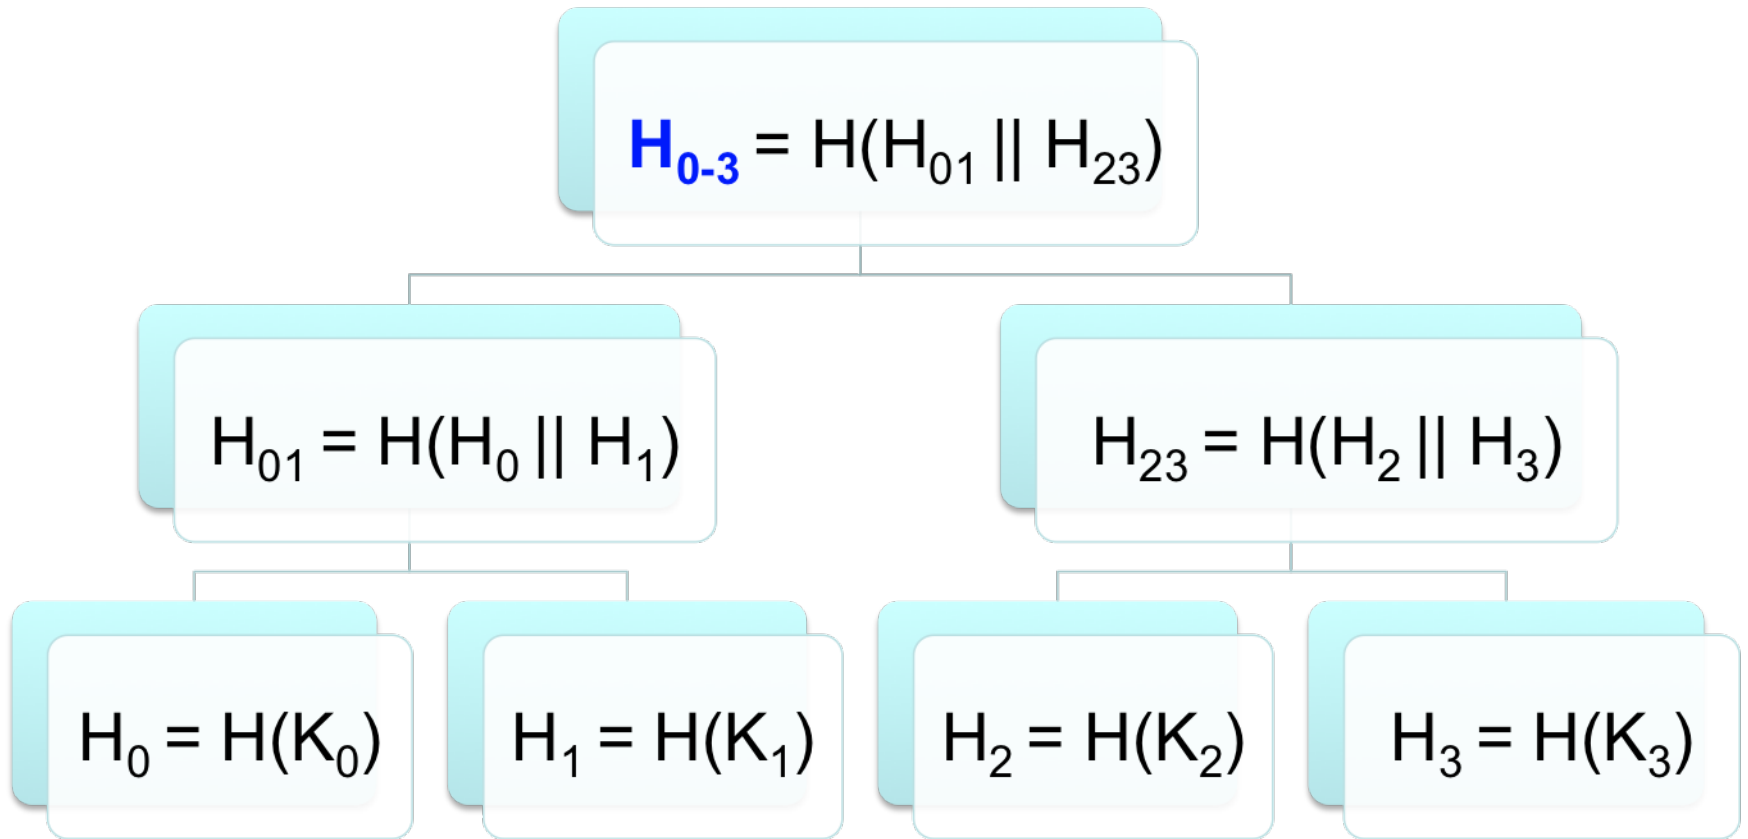 H₀₋₃ = H(H₀₁ || H₂₃)
H₀₁ = H(H₀ || H₁)
H₂₃ = H(H₂ || H₃)
H₀ = H(K₀)
H₁ = H(K₁)
H₂ = H(K₂)
H₃ = H(K₃)